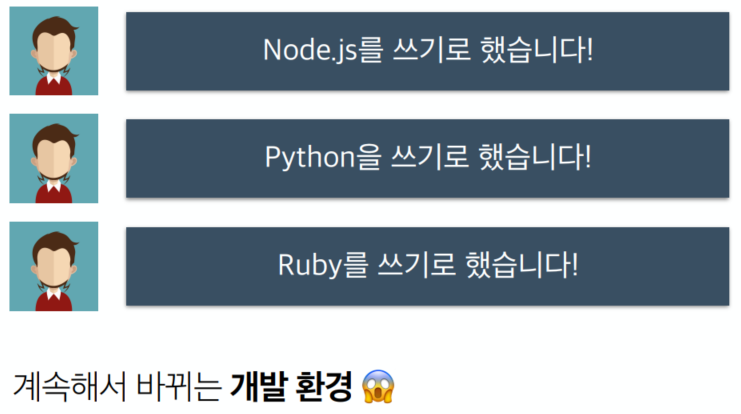 Node.js를 쓰기로 했습니다!
Python을 쓰기로 했습니다!
Ruby를 쓰기로 했습니다!
계속해서 바뀌는 개발 환경 😱